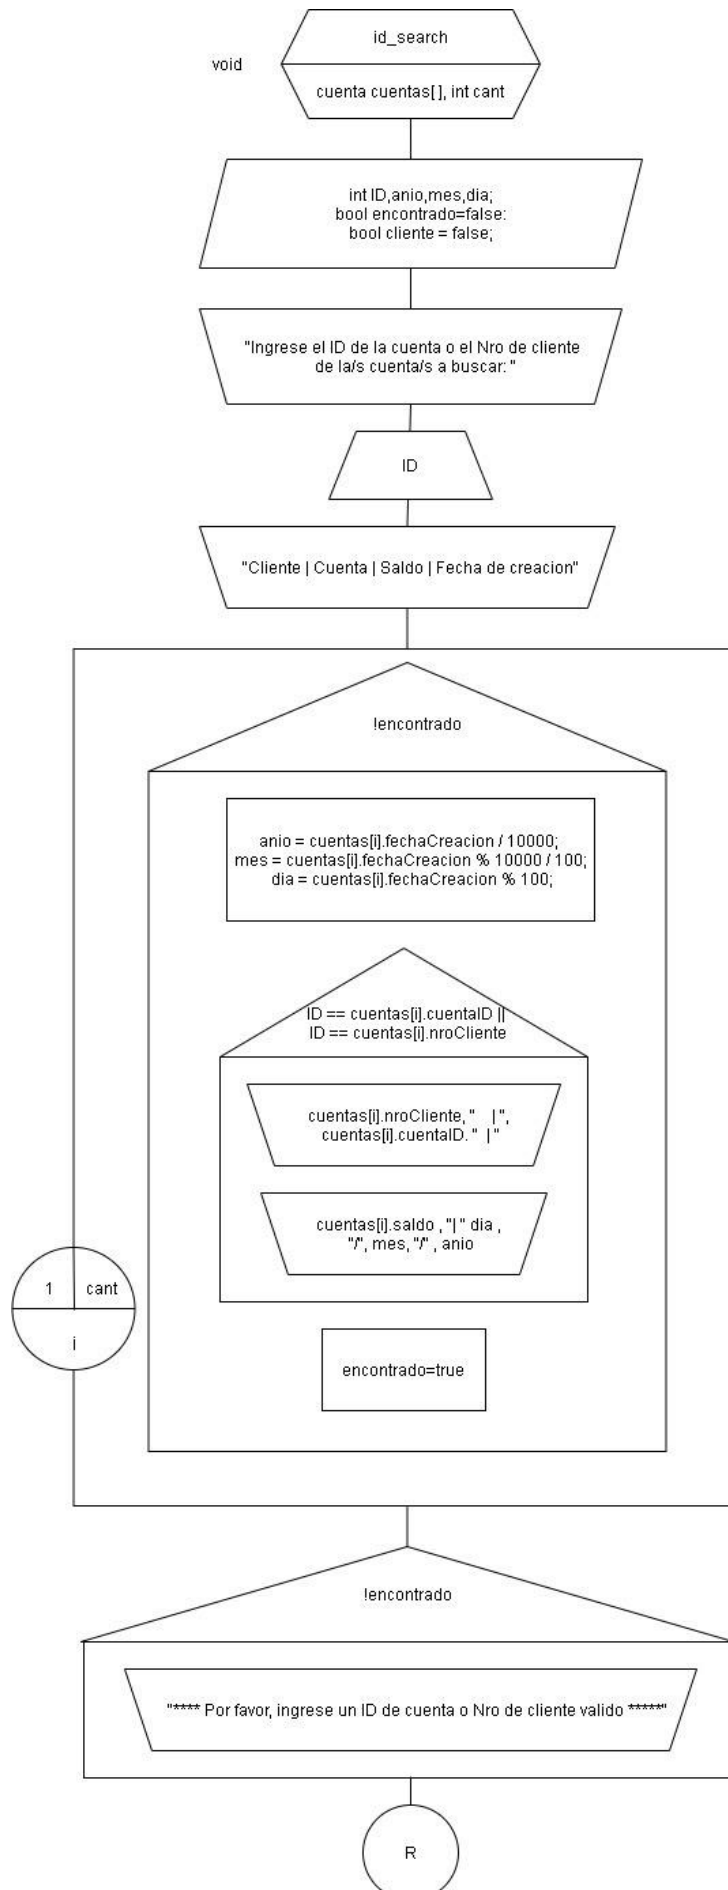 id_search
void
cuenta cuentas[ ], int cant
int ID,anio,mes,dia;
bool encontrado=false:
bool cliente = false;
"Ingrese el ID de la cuenta o el Nro de cliente
de la/s cuenta/s a buscar: "
ID
"Cliente | Cuenta | Saldo | Fecha de creacion"
!encontrado
anio = cuentas[i].fechaCreacion / 10000;
mes = cuentas[i].fechaCreacion % 10000 / 100;
dia = cuentas[i].fechaCreacion % 100;
ID == cuentas[i].cuentaID ||
ID == cuentas[i].nroCliente
cuentas[i].nroCliente, "    | ",
cuentas[i].cuentaID. "  | "
cuentas[i].saldo , "| " dia ,
"/", mes, "/" , anio
1 cant
i
encontrado=true
!encontrado
"**** Por favor, ingrese un ID de cuenta o Nro de cliente valido *****"
R